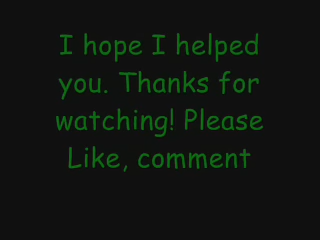 I hope I helped
you. Thanks for
watching! Please
Like, comment